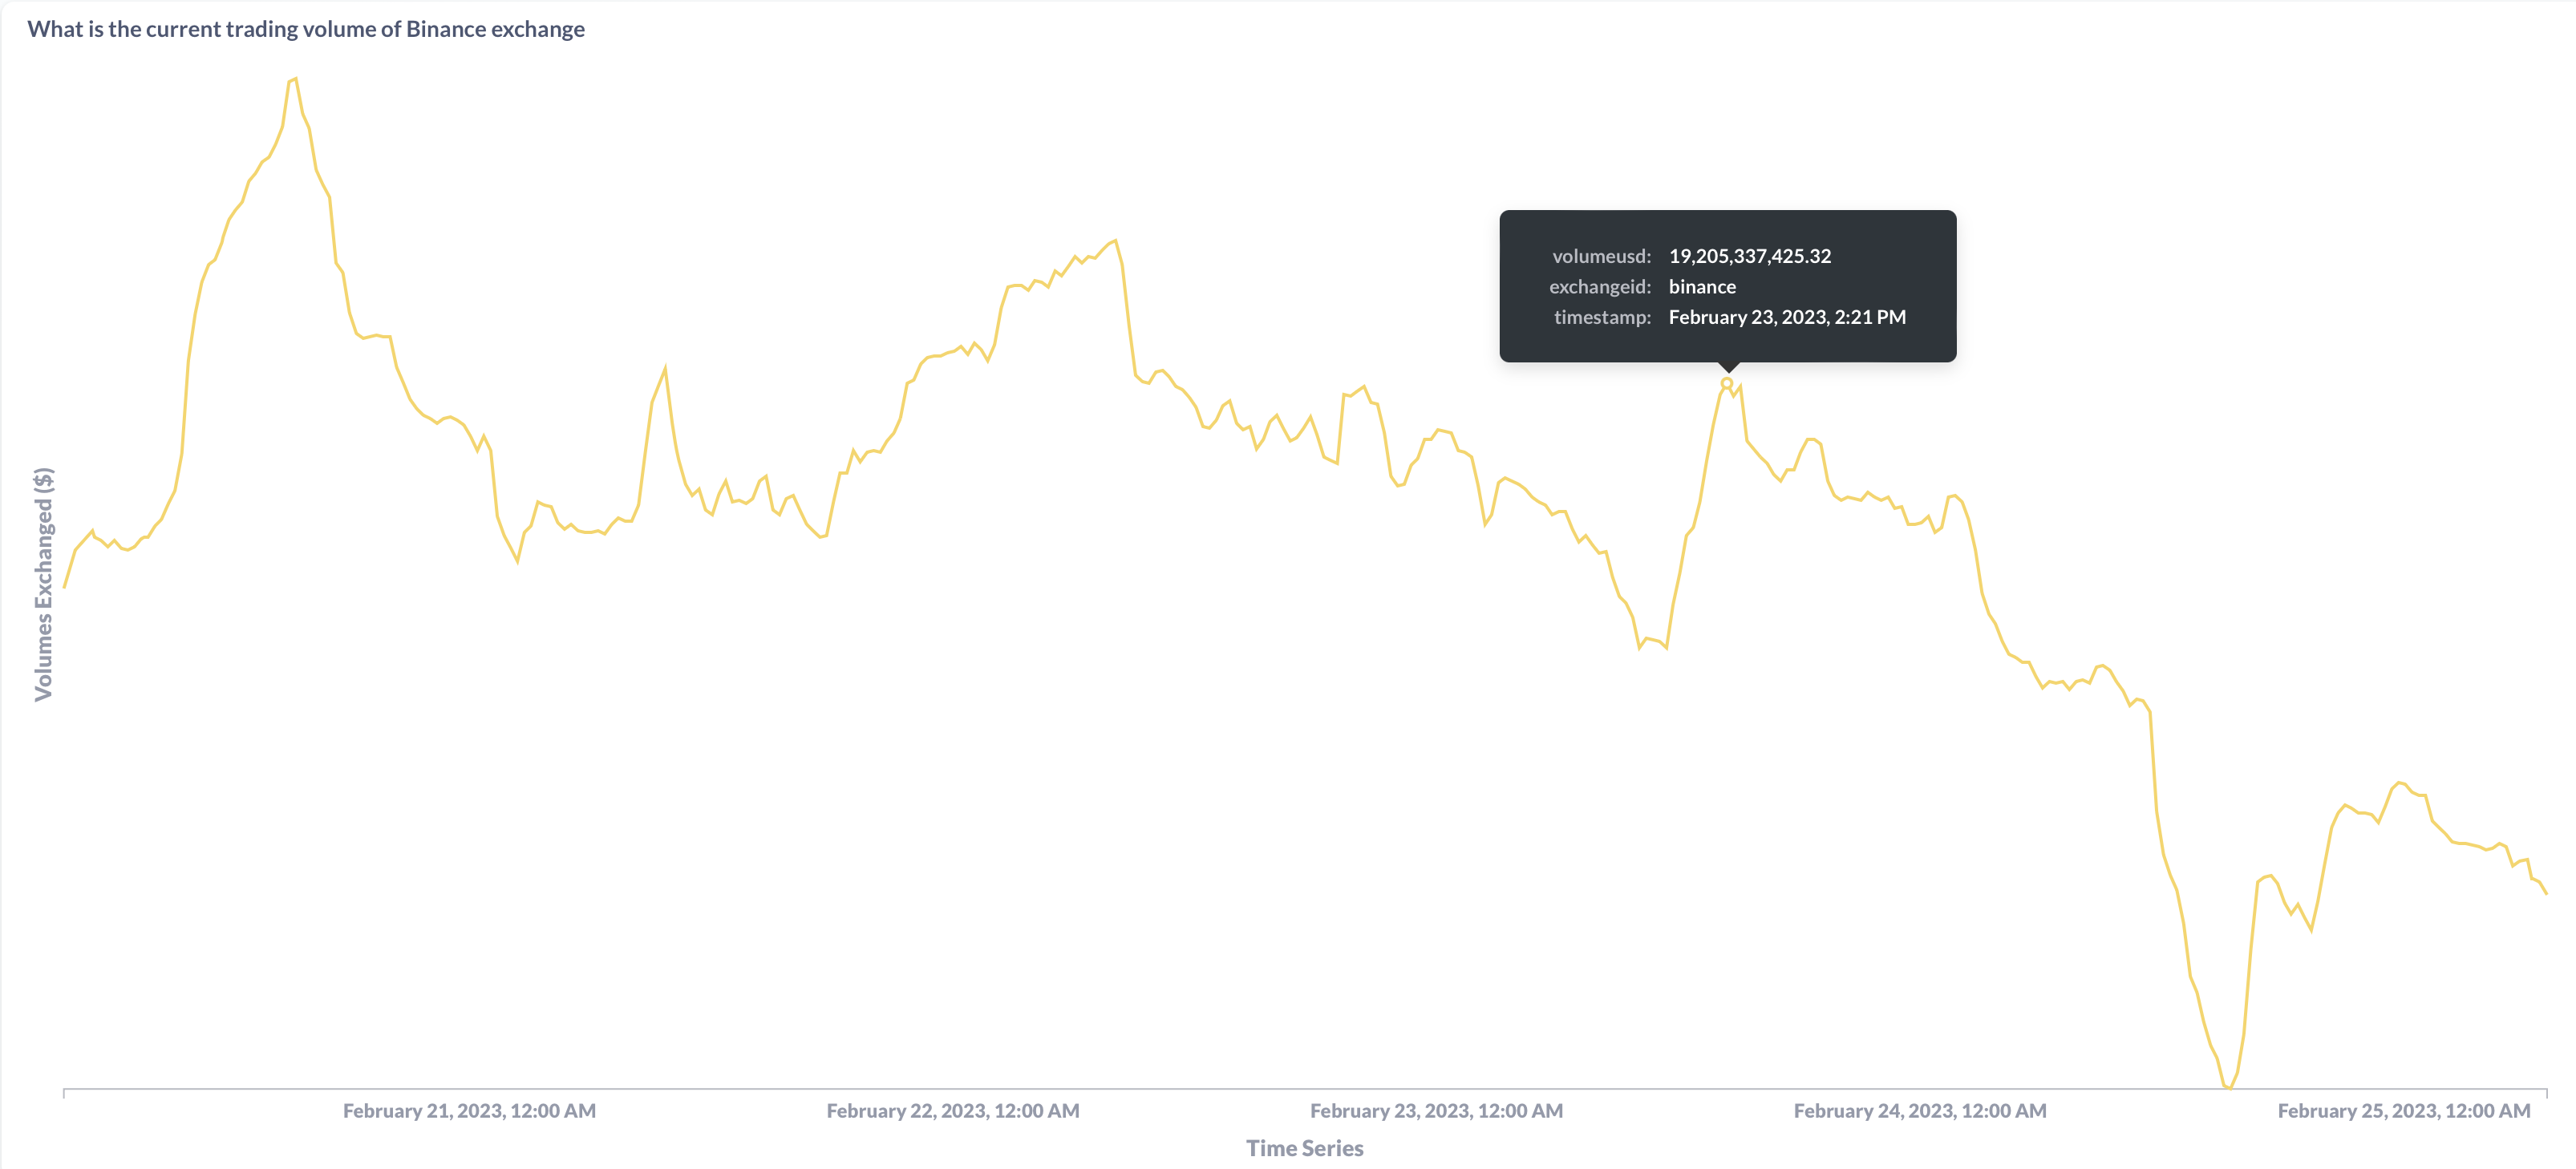 What is the current trading volume of Binance exchange
volumeusd: 19,205,337,425.32
exchangeid: binance
timestamp: February 23, 2023, 2:21 PM
Volumes Exchanged ($)
February 21, 2023, 12:00 AM
February 22, 2023, 12:00 AM
February 23, 2023, 12:00 AM
February 24, 2023, 12:00 AM
February 25, 2023, 12:00 AM
Time Series